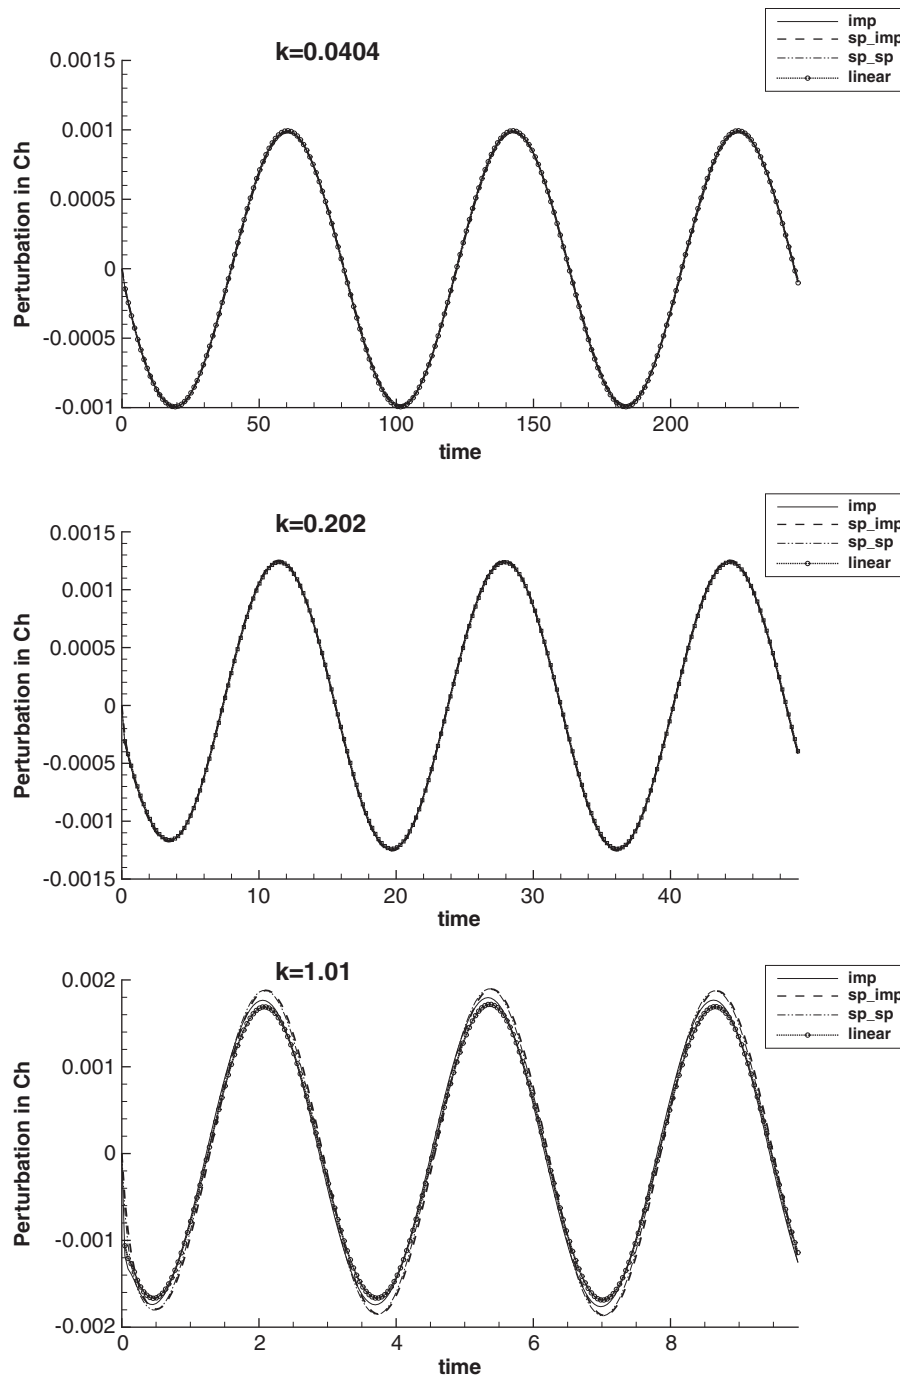 k=0.0404
imp
sp_imp
sp_sp
linear
0.0015
0.001
0.0005
0
-0.0005
-0.001
Perturbation in Ch
0 50 100 150 200
time
k=0.202
imp
sp_imp
sp_sp
linear
0.0015
0.001
0.0005
0
-0.0005
-0.001
-0.0015
Perturbation in Ch
0 10 20 30 40
time
k=1.01
imp
sp_imp
sp_sp
linear
0.002
0.001
0
-0.001
-0.002
Perturbation in Ch
0 2 4 6 8
time